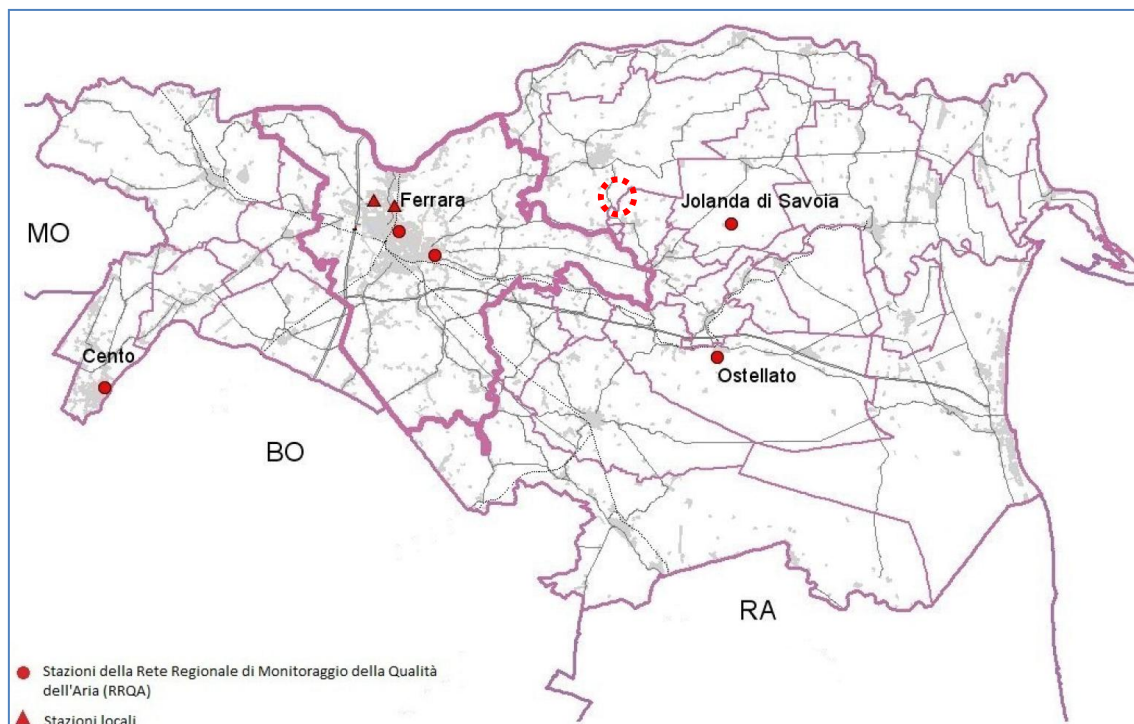 Ferrara
Jolanda di Savoia
MO
Cento
Ostellato
BO
RA
Stazioni della Rete Regionale di Monitoraggio della Qualità
dell'Aria (RRQA)
Stazioni locali